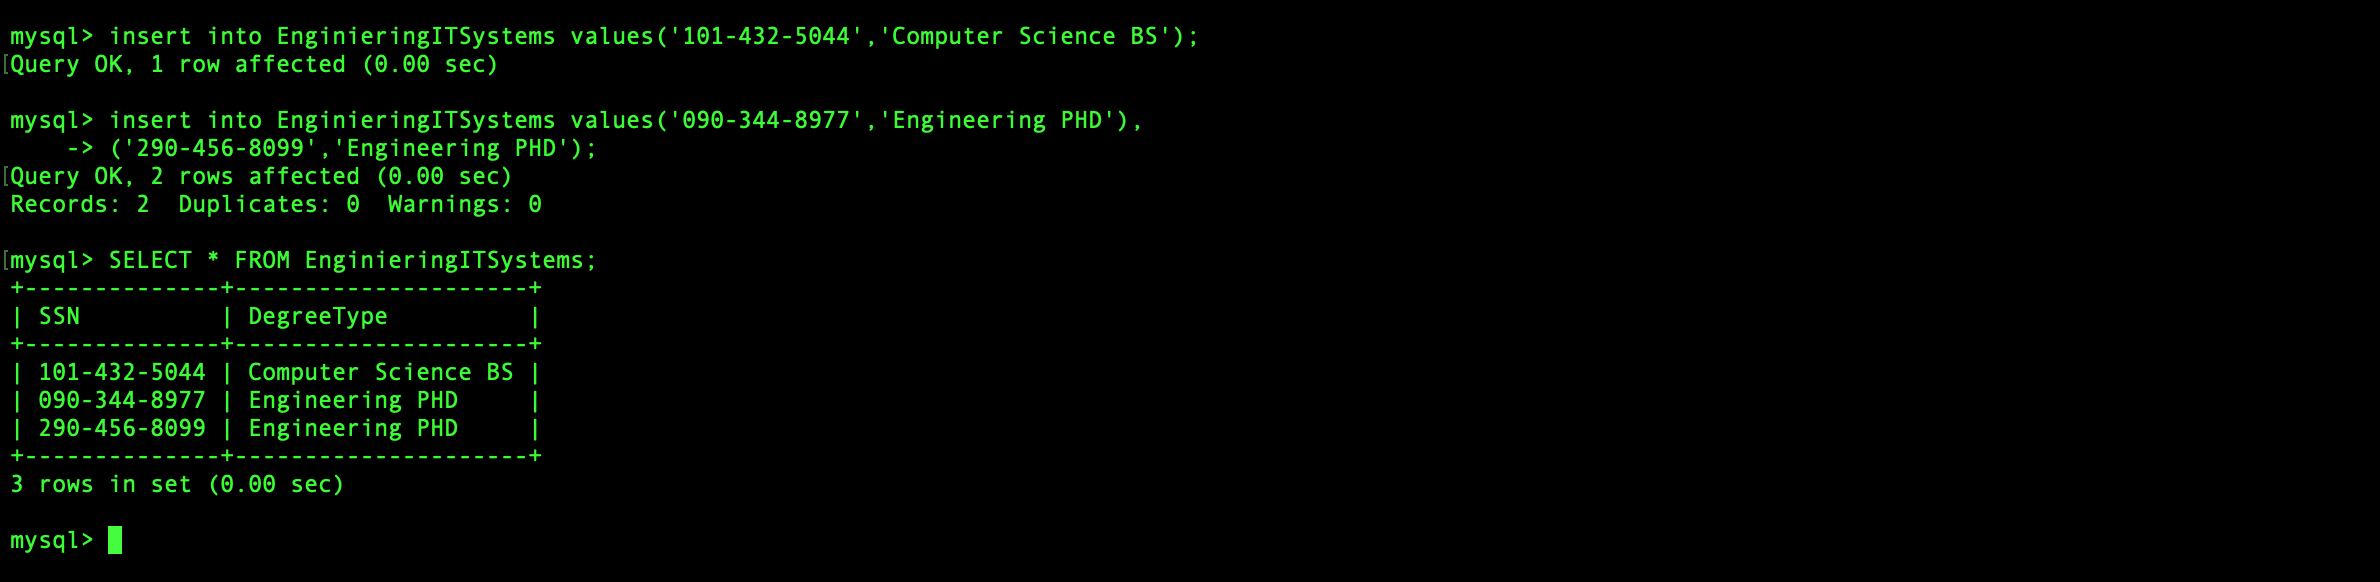 mysql> insert into EnginieringITSystems values('101-432-5044','Computer Science BS');
[Query OK, 1 row affected (0.00 sec)

mysql> insert into EnginieringITSystems values('090-344-8977','Engineering PHD'),
    -> ('290-456-8099','Engineering PHD');
[Query OK, 2 rows affected (0.00 sec)
Records: 2  Duplicates: 0  Warnings: 0

[mysql> SELECT * FROM EnginieringITSystems;
+--------------+---------------------+
| SSN          | DegreeType          |
+--------------+---------------------+
| 101-432-5044 | Computer Science BS |
| 090-344-8977 | Engineering PHD     |
| 290-456-8099 | Engineering PHD     |
+--------------+---------------------+
3 rows in set (0.00 sec)

mysql>